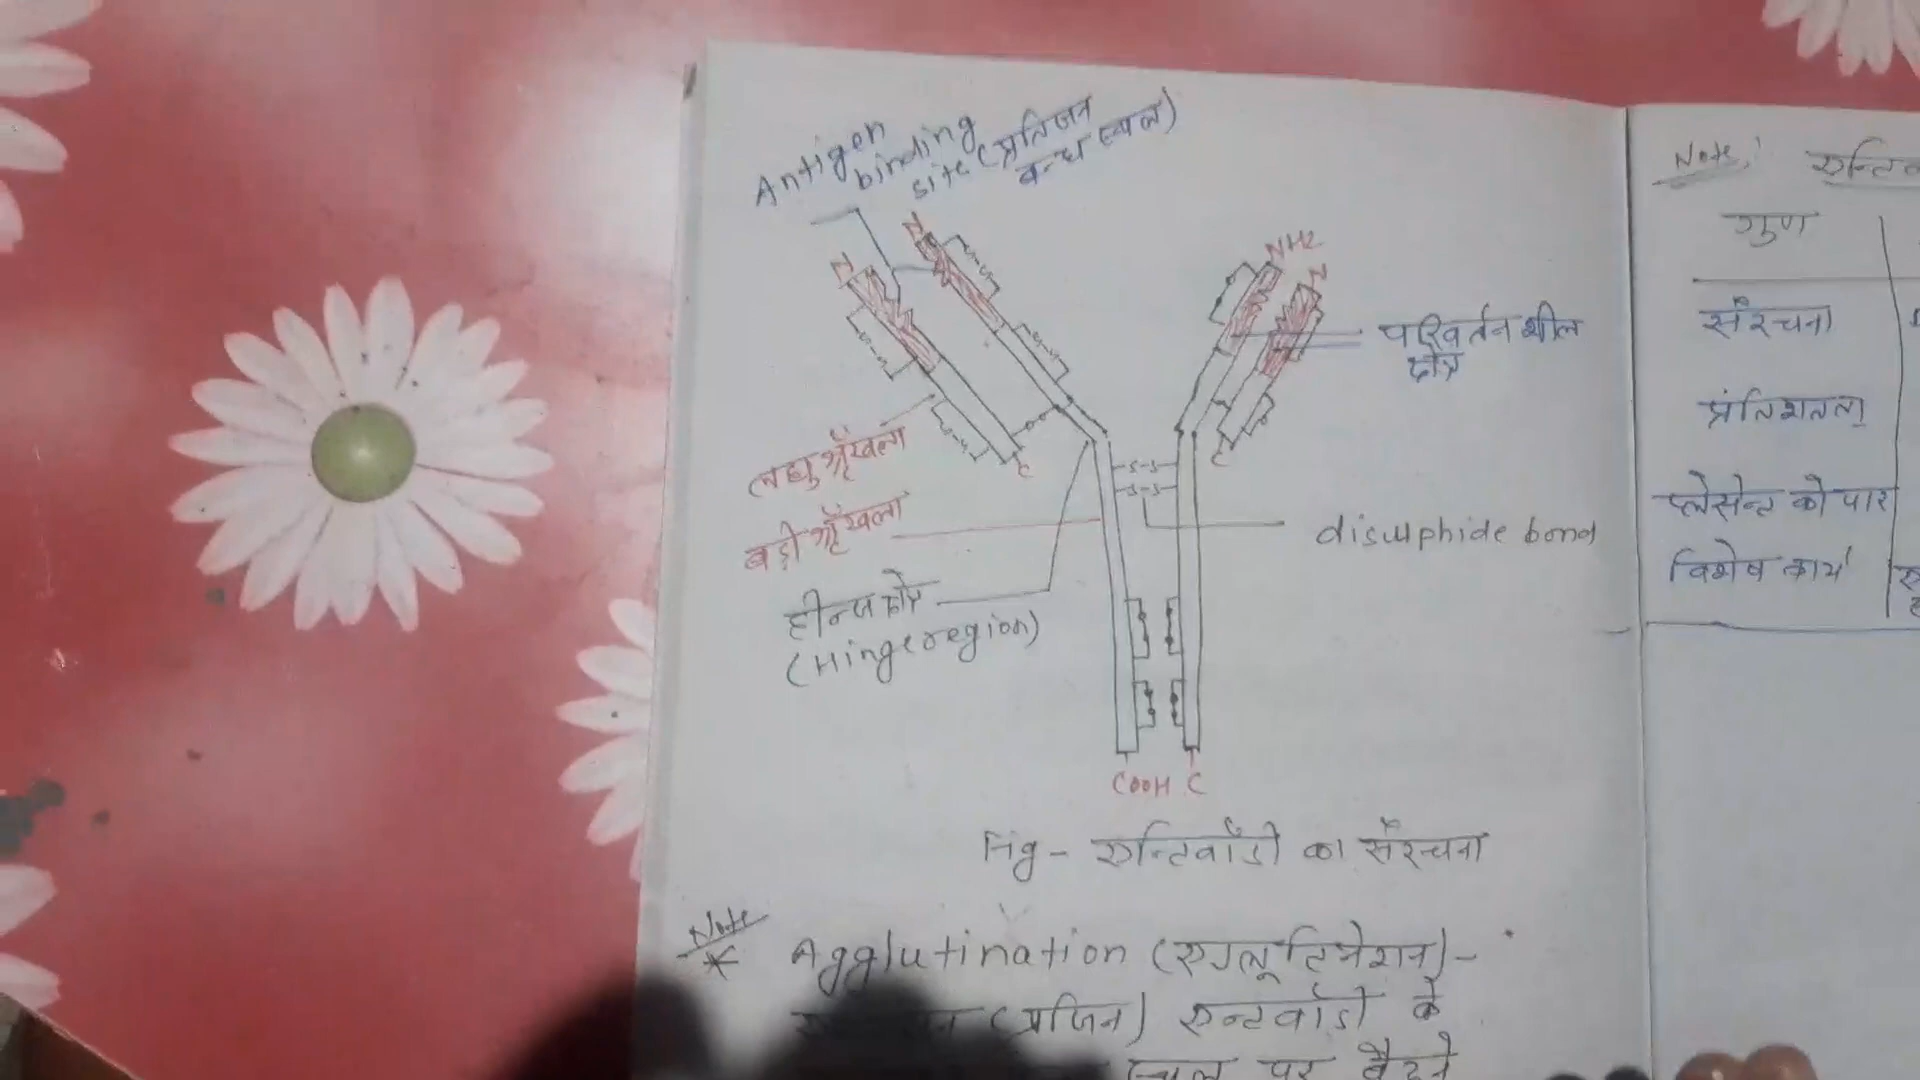 Antigen
binding
site (प्रतिजन
बन्ध स्थल)
N
N
NH2
N
S-S
S-S
S-S
S-S
परिवर्तनशील
क्षेत्र
लघु श्रृंखला
C
C
S-S
S-S
बड़ी श्रृंखला
disulphide bond
हीन्ज क्षेत्र
(Hinge region)
COOH C
Fig - एन्टिबॉडी का संरचना
Note
* Agglutination (एग्लूटिनेशन)-
(प्रजिन) एन्टबॉडी के
स्थल पर बैठने
Note!
गुण
संरचना
प्रतिशतता
प्लेसेन्ट को पार
विशेष कार्य